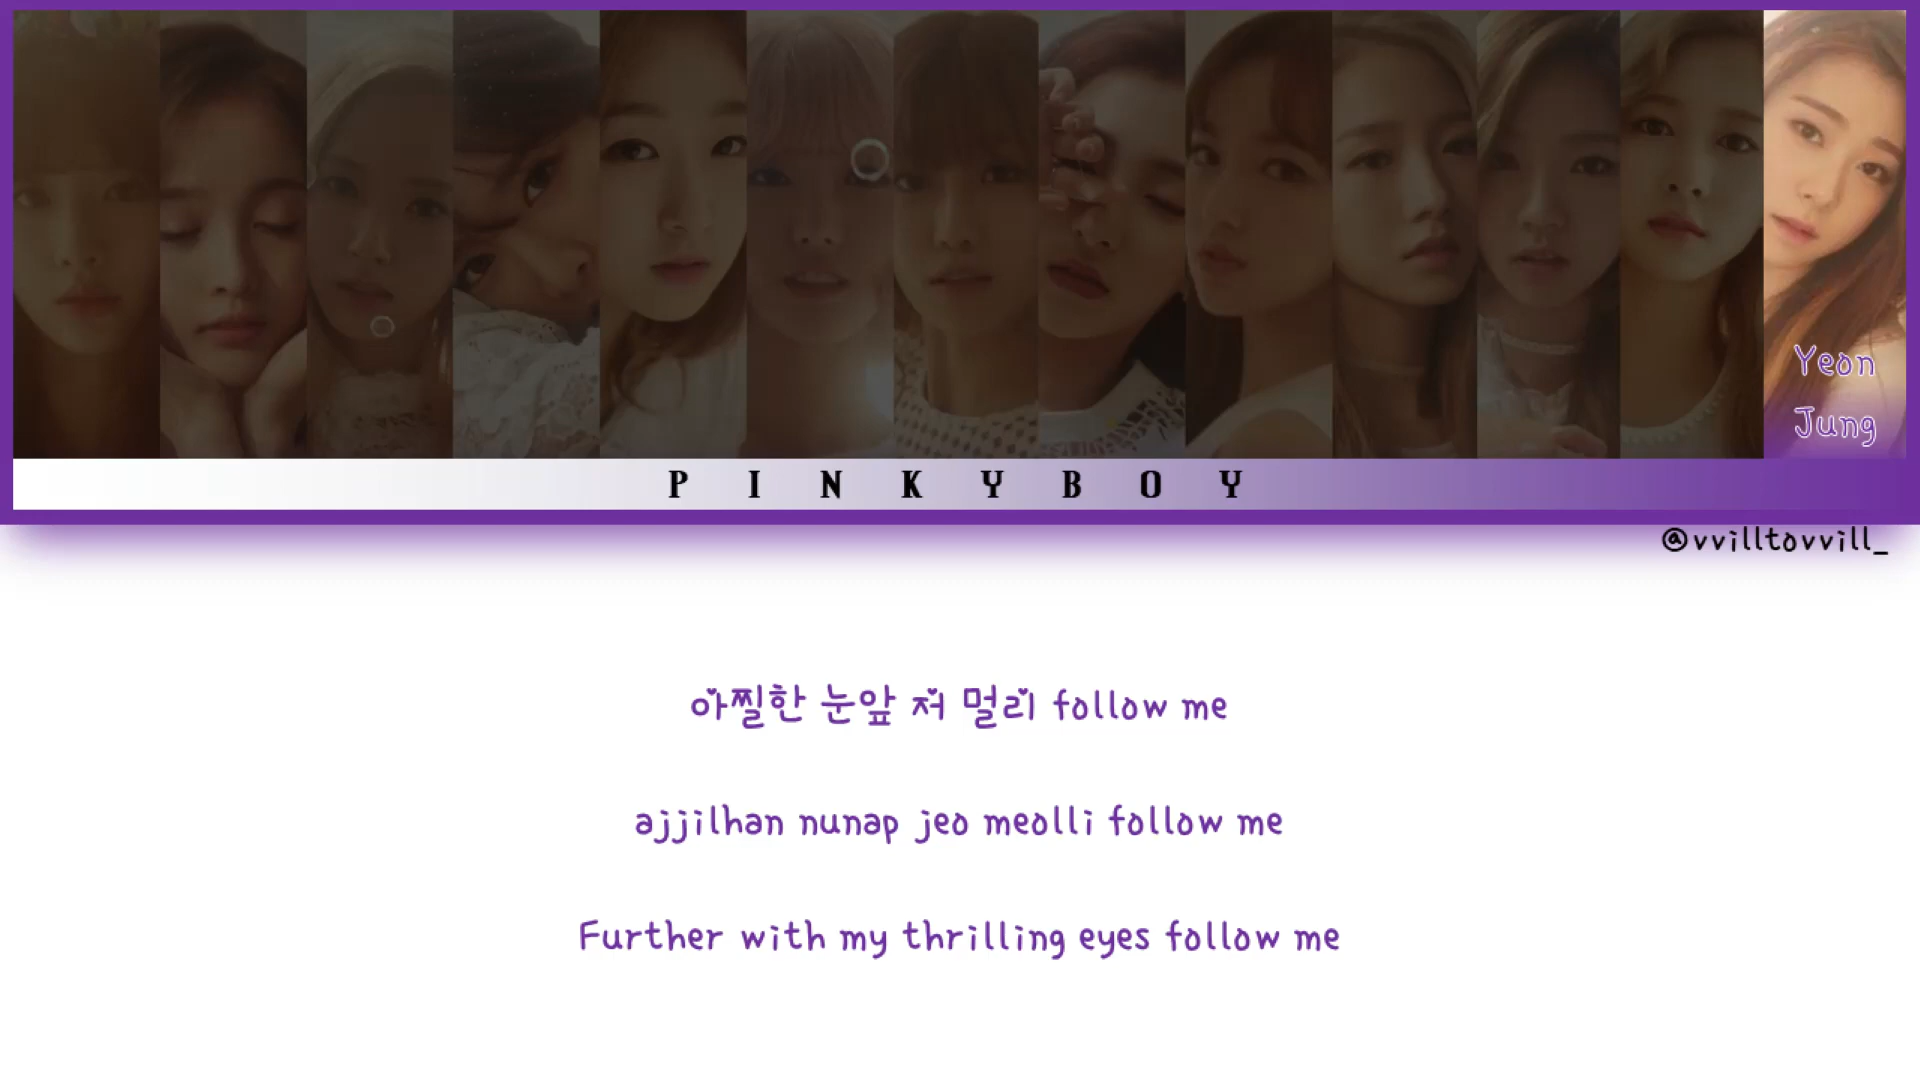 Yeon
Jung
PINKYBOY
@vvilltovvill_
아찔한 눈앞 저 멀리 follow me
ajjilhan nunap jeo meolli follow me
Further with my thrilling eyes follow me